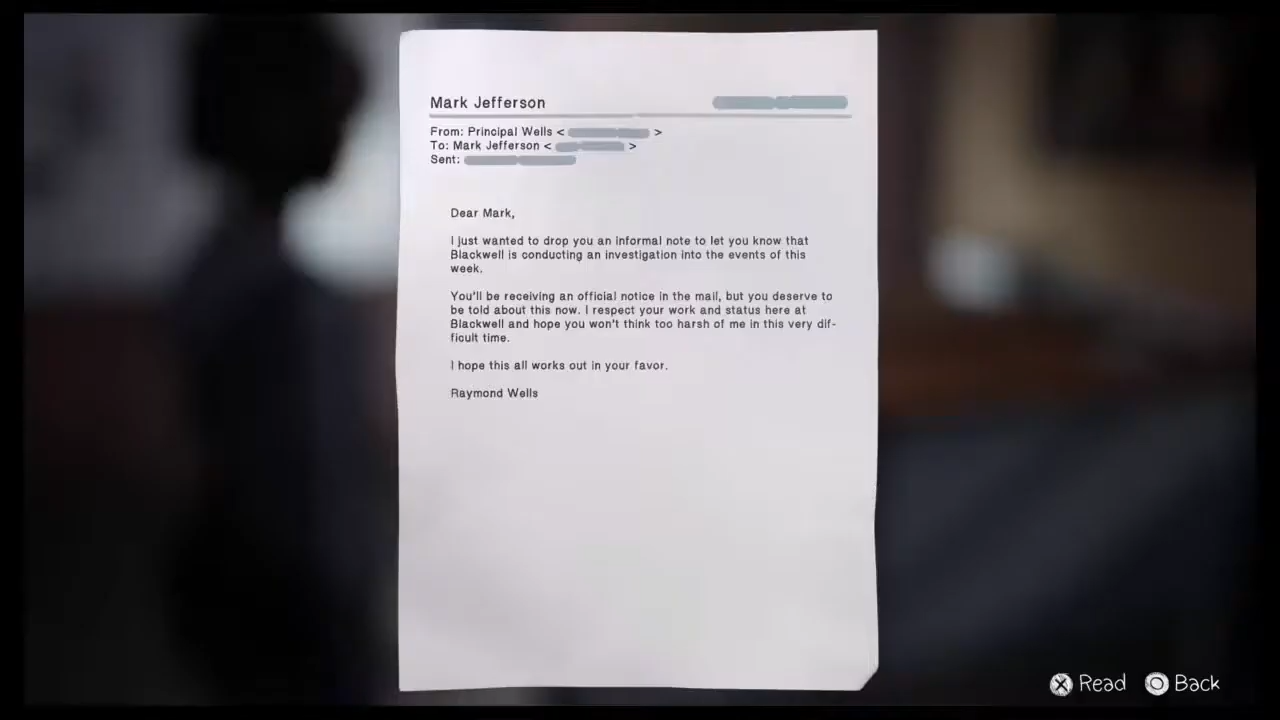 Mark Jefferson
From: Principal Wells < >
To: Mark Jefferson < >
Sent:
Dear Mark,
I just wanted to drop you an informal note to let you know that
Blackwell is conducting an investigation into the events of this
week.
You'll be receiving an official notice in the mail, but you deserve to
be told about this now. I respect your work and status here at
Blackwell and hope you won't think too harsh of me in this very dif-
ficult time.
I hope this all works out in your favor.
Raymond Wells
Read Back